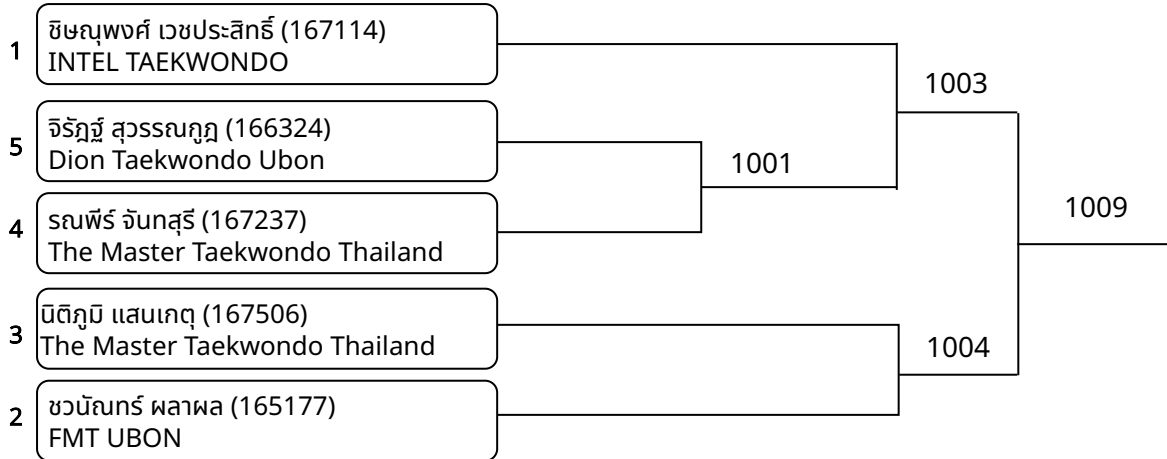 1
ชิษณุพงศ์ เวชประสิทธิ์ (167114)
INTEL TAEKWONDO
1003
5
จิรัฎฐ์ สุวรรณกูฎ (166324)
Dion Taekwondo Ubon
1001
4
รณพีร์ จันทสุรี (167237)
The Master Taekwondo Thailand
1009
3
นิติภูมิ แสนเกตุ (167506)
The Master Taekwondo Thailand
1004
2
ชวนัณทร์ ผลาผล (165177)
FMT UBON